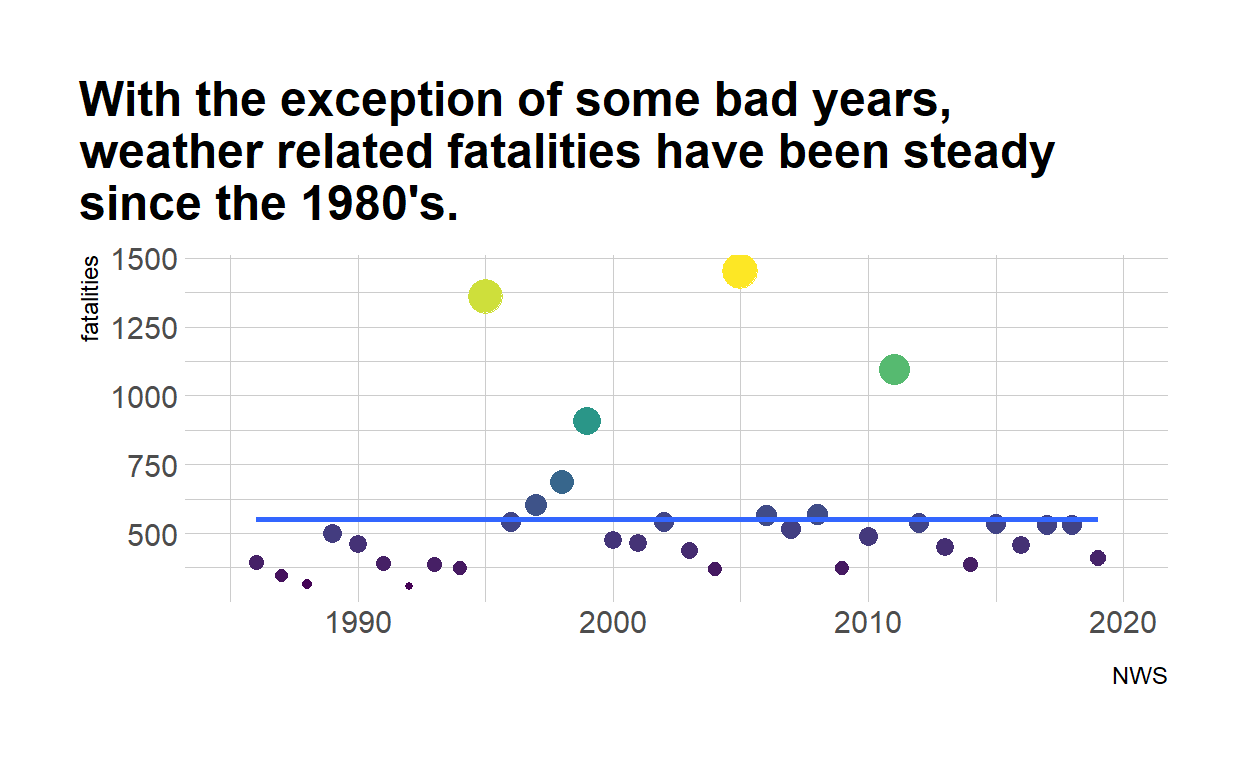 With the exception of some bad years,
weather related fatalities have been steady
since the 1980's.
fatalities
1500
1250
1000
750
500
1990
2000
2010
2020
NWS